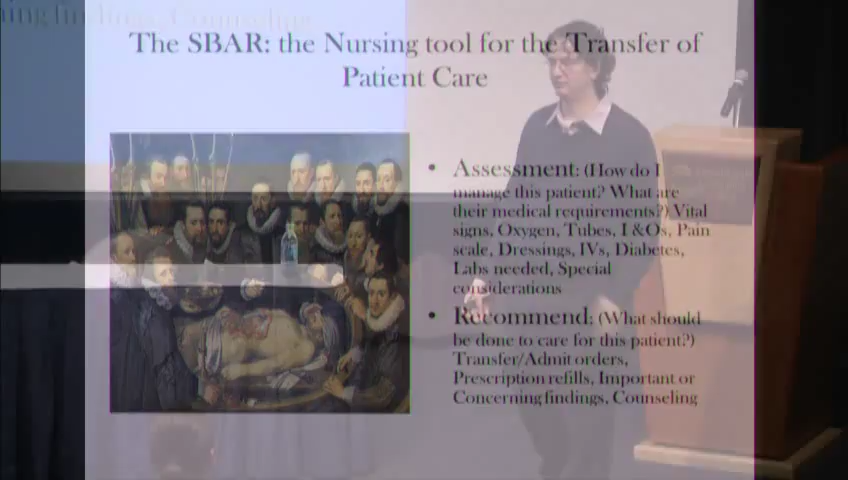 ning findings, Counseling
The SBAR: the Nursing tool for the Transfer of
Patient Care
• Assessment: (How do I
manage this patient? What are
their medical requirements?) Vital
signs, Oxygen, Tubes, I &Os, Pain
scale, Dressings, IVs, Diabetes,
Labs needed, Special
considerations
• Recommend: (What should
be done to care for this patient?)
Transfer/Admit orders,
Prescription refills, Important or
Concerning findings, Counseling